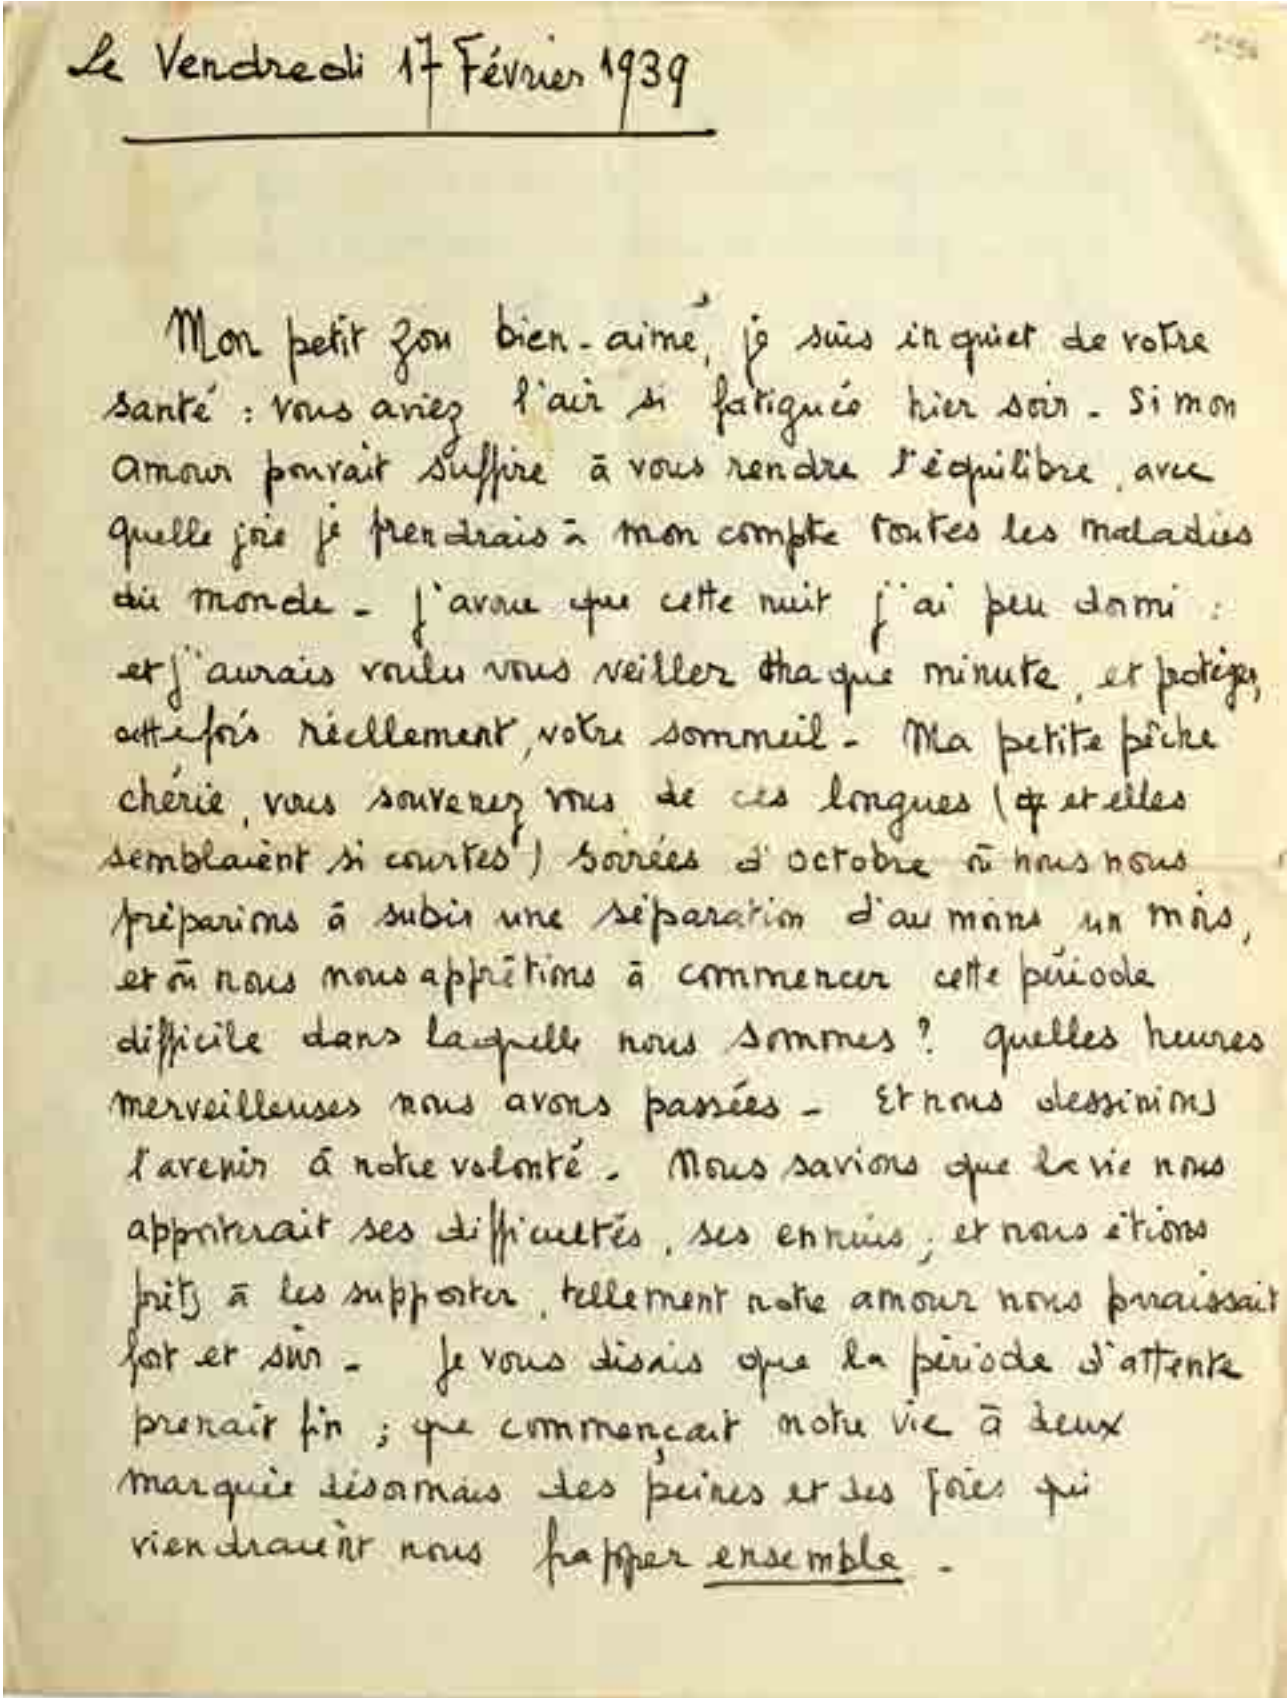 Le Vendredi 17 Février 1939
Mon petit Zou bien-aimé, je suis inquiet de votre
santé : vous aviez l'air si fatiguée hier soir - Si mon
amour pouvait suffire à vous rendre l'équilibre, avec
quelle joie je prendrais à mon compte toutes les maladies
du monde - J'avoue que cette nuit j'ai peu dormi :
et j'aurais voulu vous veiller chaque minute, et protéger,
cette fois réellement, votre sommeil - Ma petite pêche
chérie, vous souvenez vous de ces longues (et elles
semblaient si courtes) soirées d'octobre où nous nous
préparions à subir une séparation d'au moins un mois,
et où nous nous apprêtions à commencer cette période
difficile dans laquelle nous sommes ? Quelles heures
merveilleuses nous avons passées - Et nous dessinions
l'avenir à notre volonté - Nous savions que la vie nous
apporterait ses difficultés, ses ennuis ; et nous étions
prêts à les supporter, tellement notre amour nous paraissait
fort et sûr - Je vous disais que la période d'attente
prenait fin ; que commençait notre vie à deux
marquée désormais des peines et des joies qui
viendraient nous frapper ensemble -